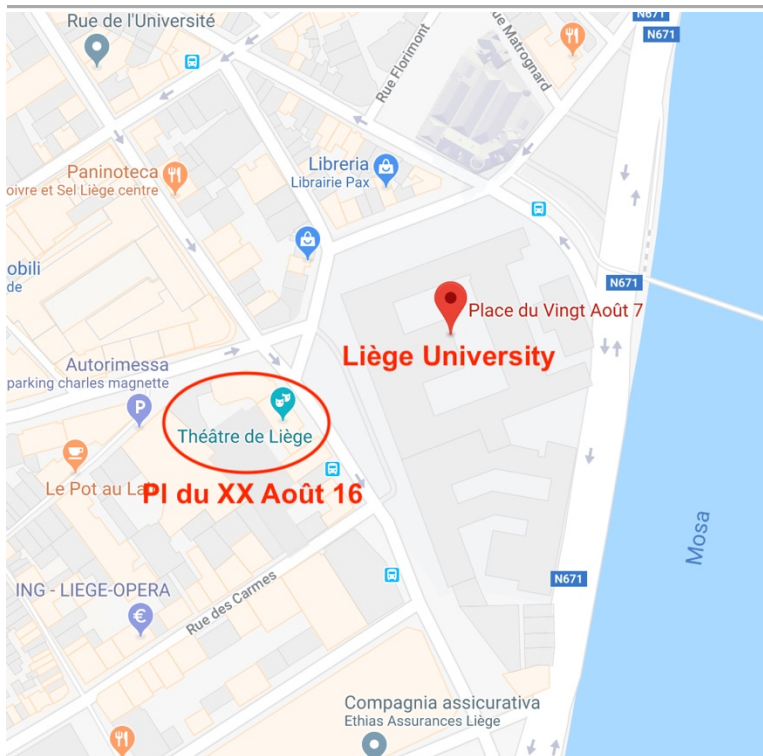 Rue de l'Université
N671
N671
Rue Florimont
ue Matrognard
Paninoteca
oivre et Sel Liège centre
Libreria
Librairie Pax
obili
de
N671
Place du Vingt Août 7
Liège University
Autorimessa
parking charles magnette
P
Théâtre de Liège
Le Pot au Lait
Pl du XX Août 16
N671
Mosa
ING - LIEGE-OPERA
€
Rue des Carmes
Compagnia assicurativa
Ethias Assurances Liège